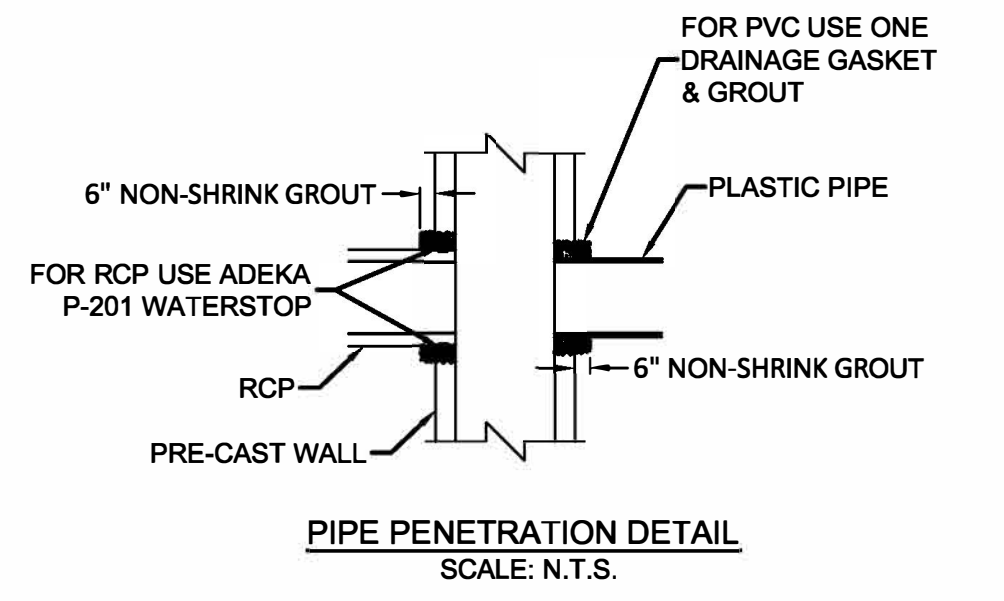 FOR PVC USE ONE
DRAINAGE GASKET
& GROUT
6" NON-SHRINK GROUT
PLASTIC PIPE
FOR RCP USE ADEKA
P-201 WATERSTOP
6" NON-SHRINK GROUT
RCP
PRE-CAST WALL
PIPE PENETRATION DETAIL
SCALE: N.T.S.